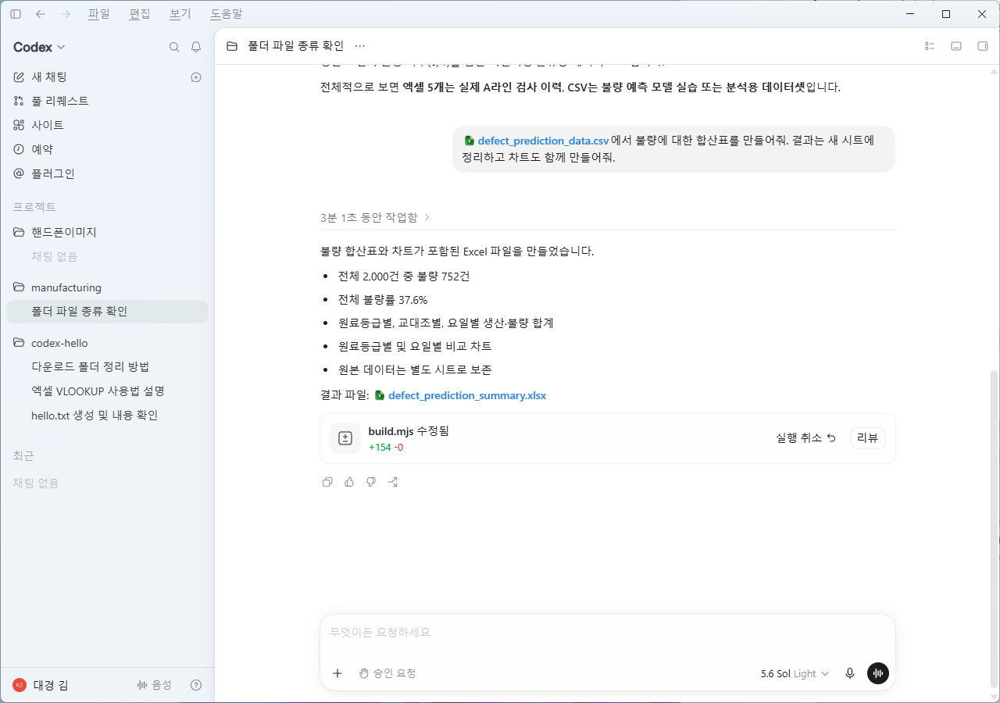 파일 편집 보기 도움말
Codex
새 채팅
풀 리퀘스트
사이트
예약
플러그인
프로젝트
핸드폰이미지
채팅 없음
manufacturing
폴더 파일 종류 확인
codex-hello
다운로드 폴더 정리 방법
엑셀 VLOOKUP 사용법 설명
hello.txt 생성 및 내용 확인
최근
채팅 없음
KZ 대경 김 음성
폴더 파일 종류 확인
전체적으로 보면 엑셀 5개는 실제 A라인 검사 이력, CSV는 불량 예측 모델 실습 또는 분석용 데이터셋입니다.
defect_prediction_data.csv 에서 불량에 대한 합산표를 만들어줘. 결과는 새 시트에
정리하고 차트도 함께 만들어줘.
3분 1초 동안 작업함
불량 합산표와 차트가 포함된 Excel 파일을 만들었습니다.
• 전체 2,000건 중 불량 752건
• 전체 불량률 37.6%
• 원료등급별, 교대조별, 요일별 생산·불량 합계
• 원료등급별 및 요일별 비교 차트
• 원본 데이터는 별도 시트로 보존
결과 파일: defect_prediction_summary.xlsx
build.mjs 수정됨
+154 -0
실행 취소 리뷰
무엇이든 요청하세요
승인 요청 5.6 Sol Light